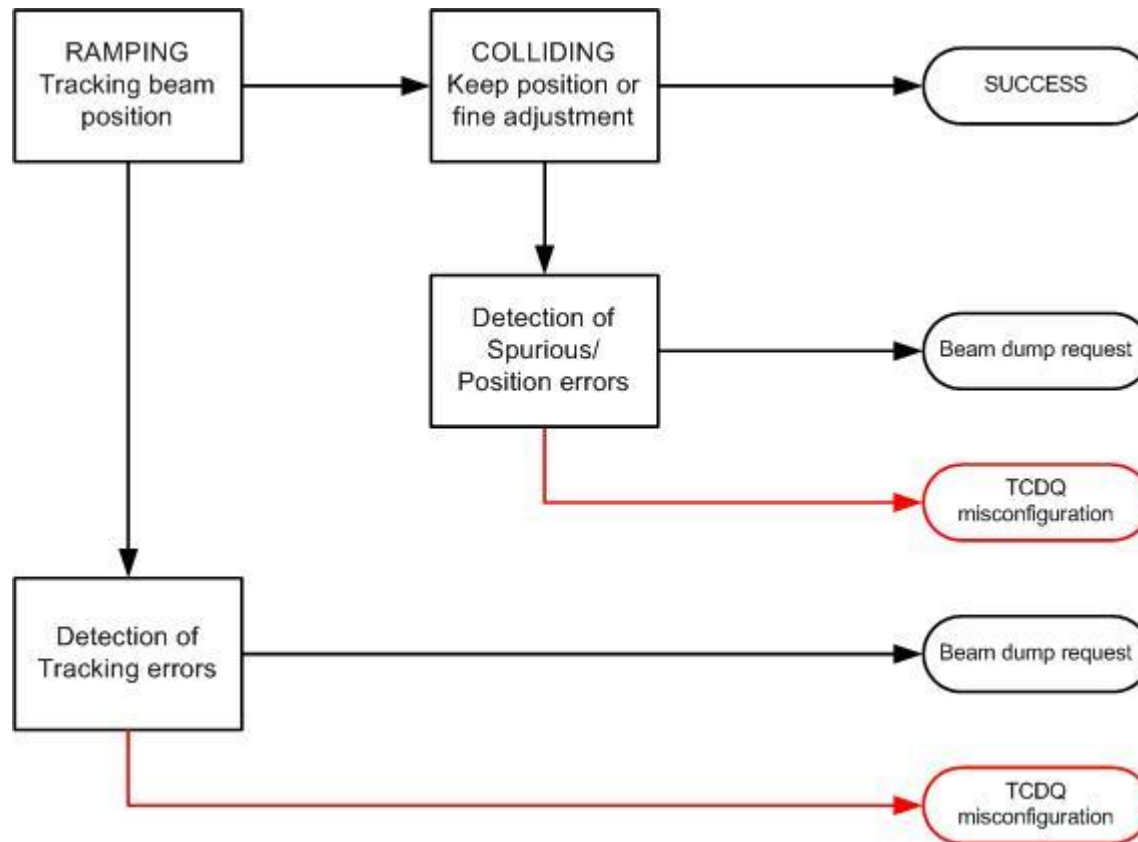 RAMPING
Tracking beam
position
COLLIDING
Keep position or
fine adjustment
SUCCESS
Detection of
Spurious/
Position errors
Beam dump request
TCDQ
misconfiguration
Detection of
Tracking errors
Beam dump request
TCDQ
misconfiguration